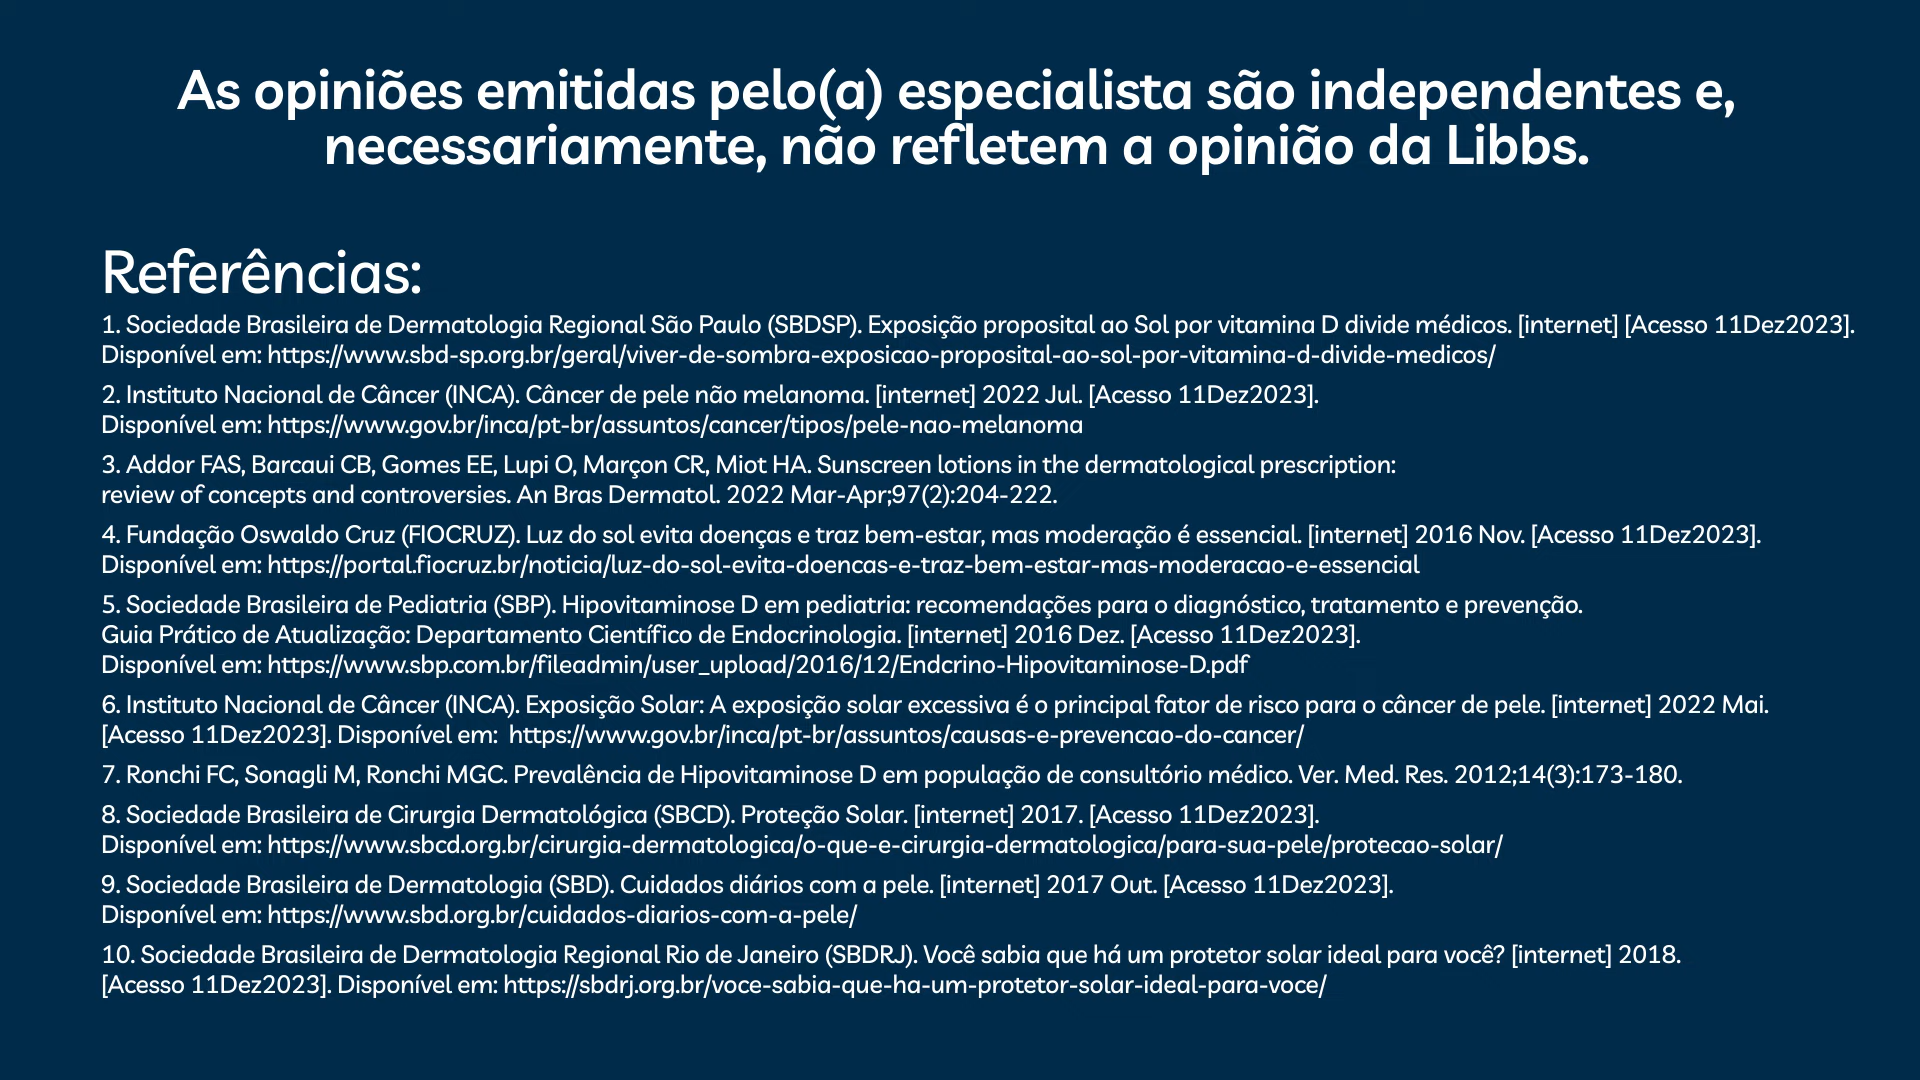 As opiniões emitidas pelo(a) especialista são independentes e,
necessariamente, não refletem a opinião da Libbs.
Referências:
1. Sociedade Brasileira de Dermatologia Regional São Paulo (SBDSP). Exposição proposital ao Sol por vitamina D divide médicos. [internet] [Acesso 11Dez2023].
Disponível em: https://www.sbd-sp.org.br/geral/viver-de-sombra-exposicao-proposital-ao-sol-por-vitamina-d-divide-medicos/
2. Instituto Nacional de Câncer (INCA). Câncer de pele não melanoma. [internet] 2022 Jul. [Acesso 11Dez2023].
Disponível em: https://www.gov.br/inca/pt-br/assuntos/cancer/tipos/pele-nao-melanoma
3. Addor FAS, Barcaui CB, Gomes EE, Lupi O, Marçon CR, Miot HA. Sunscreen lotions in the dermatological prescription:
review of concepts and controversies. An Bras Dermatol. 2022 Mar-Apr;97(2):204-222.
4. Fundação Oswaldo Cruz (FIOCRUZ). Luz do sol evita doenças e traz bem-estar, mas moderação é essencial. [internet] 2016 Nov. [Acesso 11Dez2023].
Disponível em: https://portal.fiocruz.br/noticia/luz-do-sol-evita-doencas-e-traz-bem-estar-mas-moderacao-e-essencial
5. Sociedade Brasileira de Pediatria (SBP). Hipovitaminose D em pediatria: recomendações para o diagnóstico, tratamento e prevenção.
Guia Prático de Atualização: Departamento Científico de Endocrinologia. [internet] 2016 Dez. [Acesso 11Dez2023].
Disponível em: https://www.sbp.com.br/fileadmin/user_upload/2016/12/Endcrino-Hipovitaminose-D.pdf
6. Instituto Nacional de Câncer (INCA). Exposição Solar: A exposição solar excessiva é o principal fator de risco para o câncer de pele. [internet] 2022 Mai.
[Acesso 11Dez2023]. Disponível em:  https://www.gov.br/inca/pt-br/assuntos/causas-e-prevencao-do-cancer/
7. Ronchi FC, Sonagli M, Ronchi MGC. Prevalência de Hipovitaminose D em população de consultório médico. Ver. Med. Res. 2012;14(3):173-180.
8. Sociedade Brasileira de Cirurgia Dermatológica (SBCD). Proteção Solar. [internet] 2017. [Acesso 11Dez2023].
Disponível em: https://www.sbcd.org.br/cirurgia-dermatologica/o-que-e-cirurgia-dermatologica/para-sua-pele/protecao-solar/
9. Sociedade Brasileira de Dermatologia (SBD). Cuidados diários com a pele. [internet] 2017 Out. [Acesso 11Dez2023].
Disponível em: https://www.sbd.org.br/cuidados-diarios-com-a-pele/
10. Sociedade Brasileira de Dermatologia Regional Rio de Janeiro (SBDRJ). Você sabia que há um protetor solar ideal para você? [internet] 2018.
[Acesso 11Dez2023]. Disponível em: https://sbdrj.org.br/voce-sabia-que-ha-um-protetor-solar-ideal-para-voce/